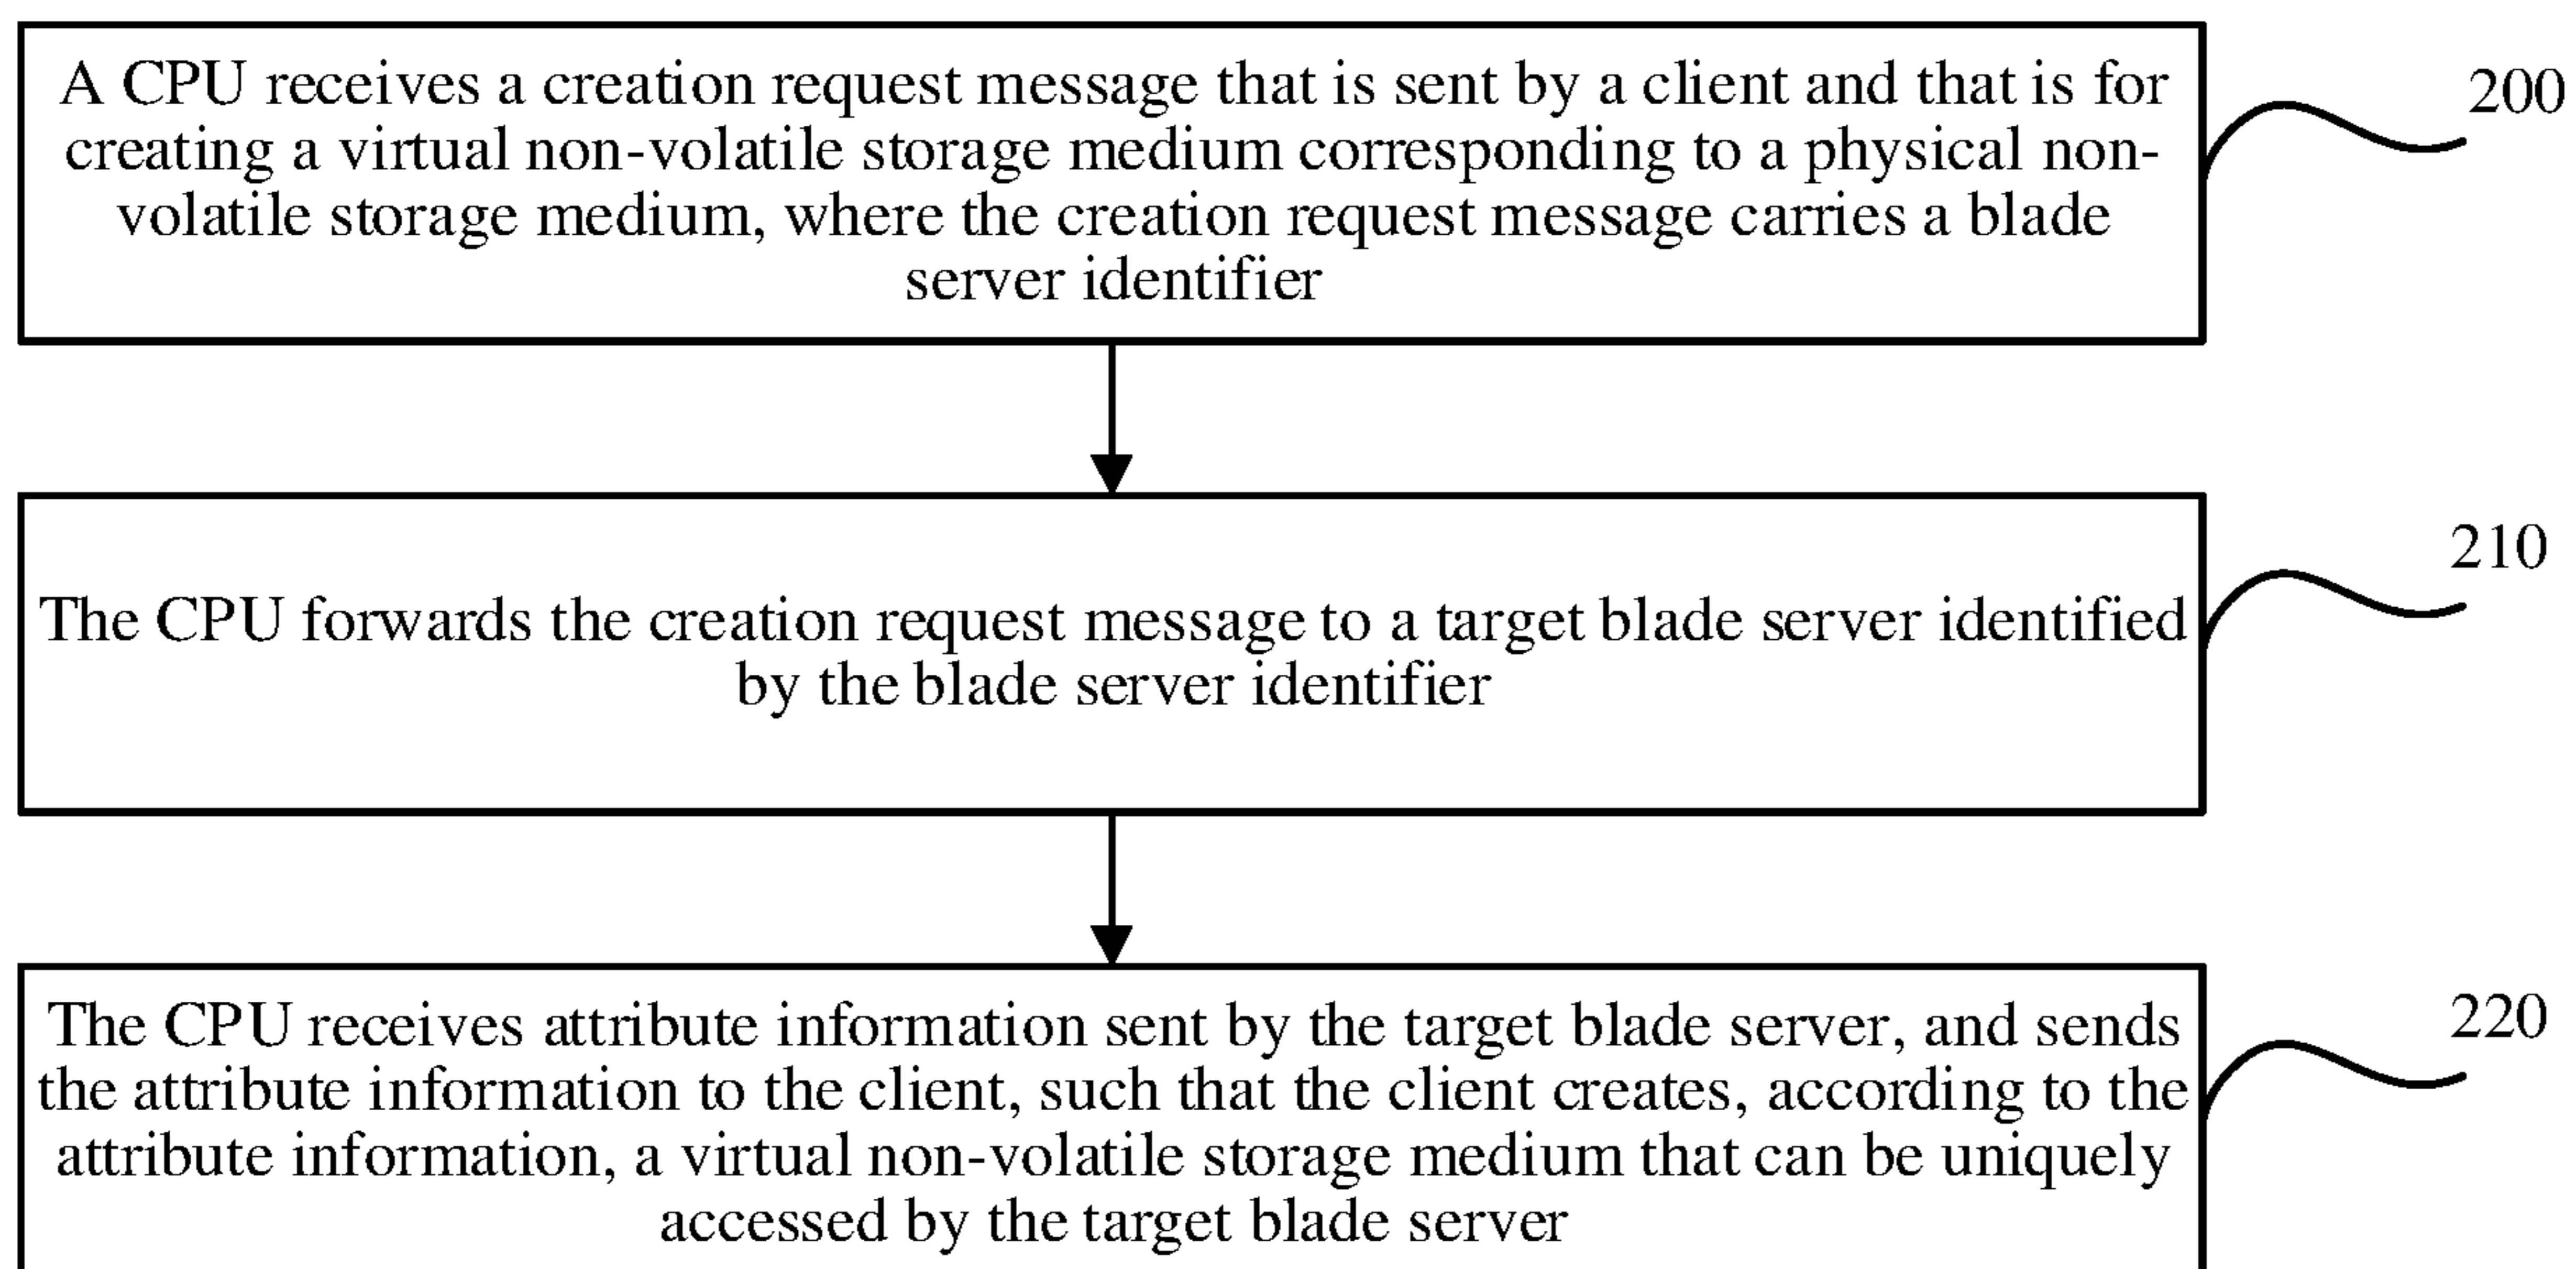 A CPU receives a creation request message that is sent by a client and that is for
creating a virtual non-volatile storage medium corresponding to a physical non-
volatile storage medium, where the creation request message carries a blade
server identifier
200
The CPU forwards the creation request message to a target blade server identified
by the blade server identifier
210
The CPU receives attribute information sent by the target blade server, and sends
the attribute information to the client, such that the client creates, according to the
attribute information, a virtual non-volatile storage medium that can be uniquely
accessed by the target blade server
220